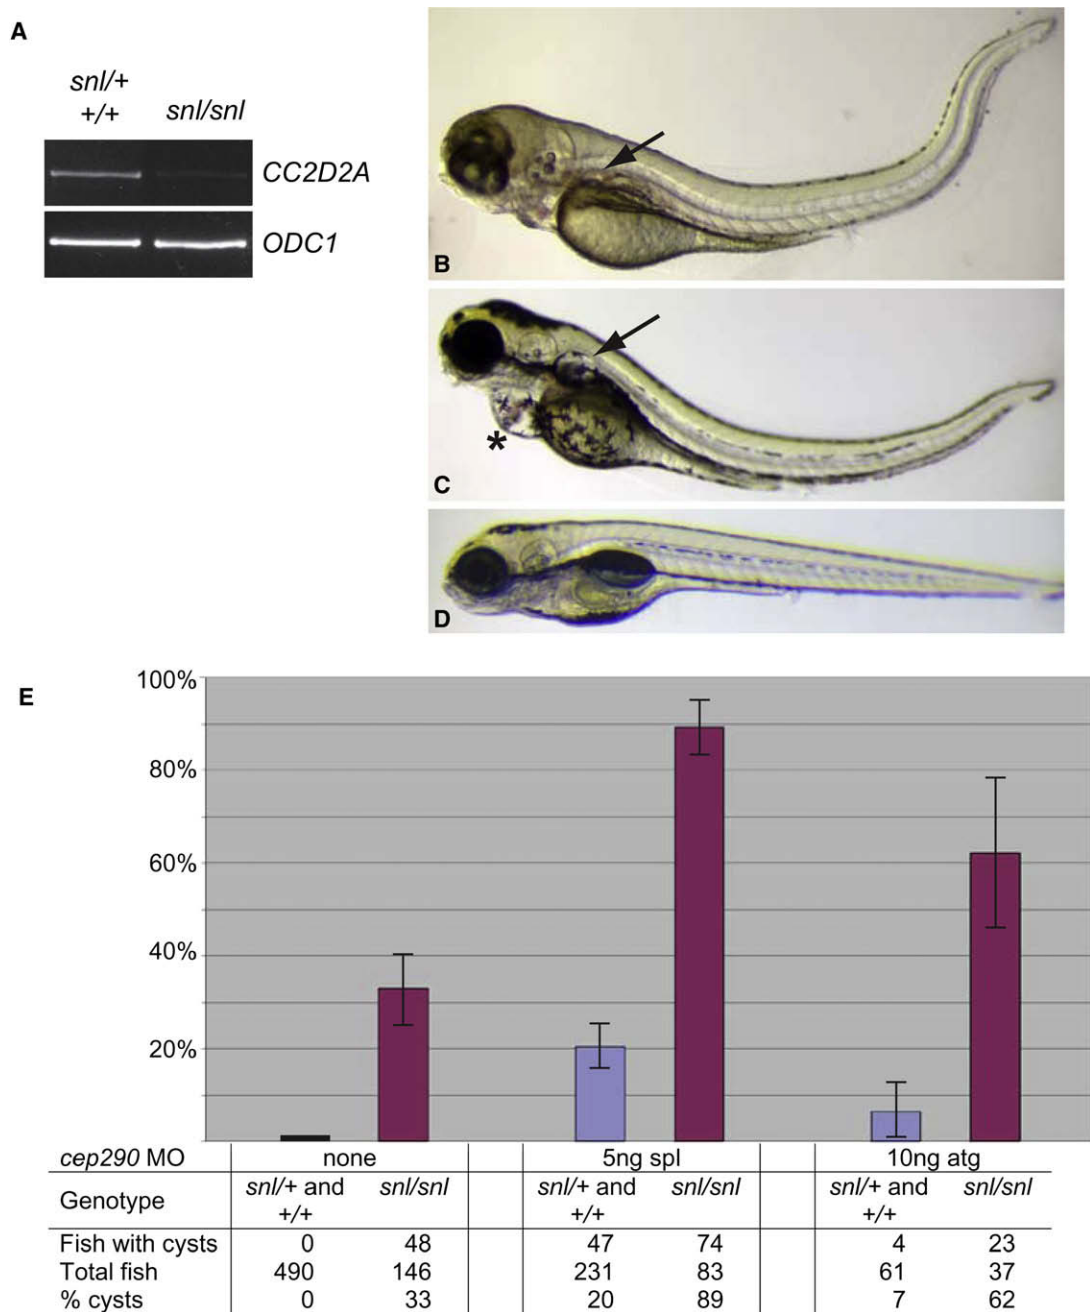 A
snl/+
+/+ snl/snl
CC2D2A
ODC1
B
C
*
D
E
100%
80%
60%
40%
20%
cep290 MO none 5ng spl 10ng atg
Genotype snl/+ and +/+ snl/snl snl/+ and +/+ snl/snl snl/+ and +/+ snl/snl
Fish with cysts 0 48 47 74 4 23
Total fish 490 146 231 83 61 37
% cysts 0 33 20 89 7 62